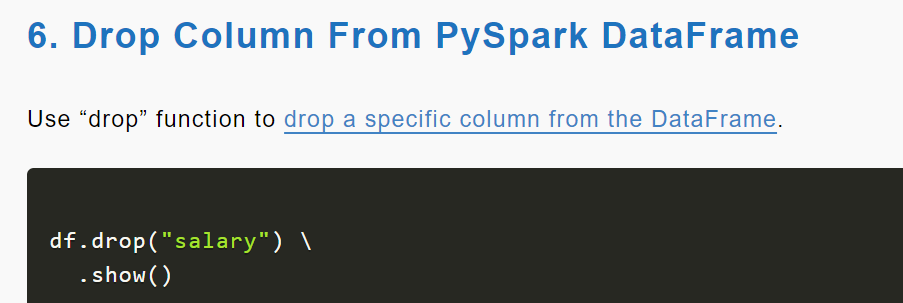 6. Drop Column From PySpark DataFrame
Use “drop” function to drop a specific column from the DataFrame.
df.drop("salary") \
  .show()